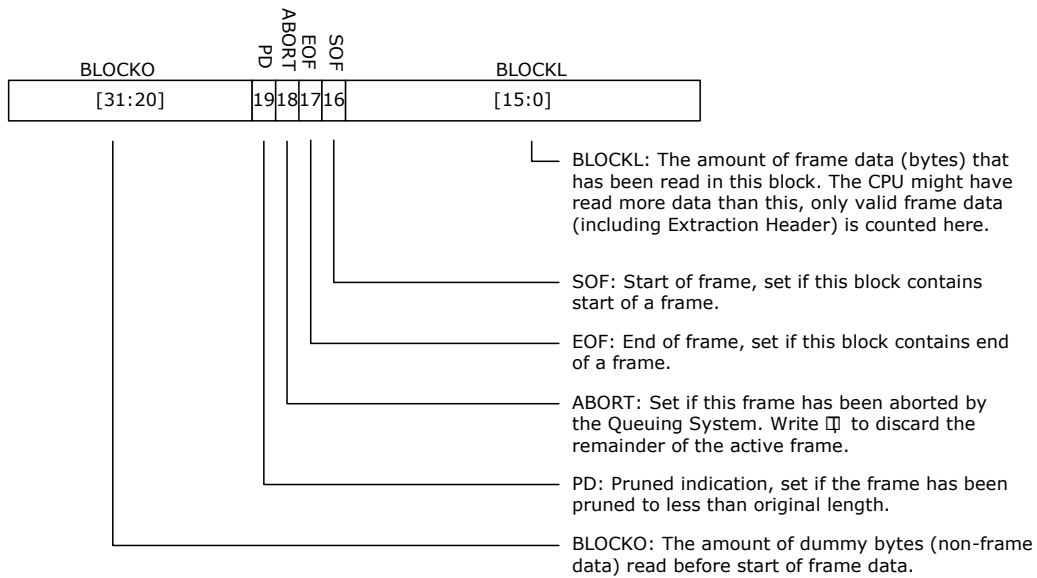 BLOCKO PD ABORT EOF SOF BLOCKL
[31:20] 19 18 17 16 [15:0]
BLOCKL: The amount of frame data (bytes) that
has been read in this block. The CPU might have
read more data than this, only valid frame data
(including Extraction Header) is counted here.
SOF: Start of frame, set if this block contains
start of a frame.
EOF: End of frame, set if this block contains end
of a frame.
ABORT: Set if this frame has been aborted by
the Queuing System. Write to discard the
remainder of the active frame.
PD: Pruned indication, set if the frame has been
pruned to less than original length.
BLOCKO: The amount of dummy bytes (non-frame
data) read before start of frame data.